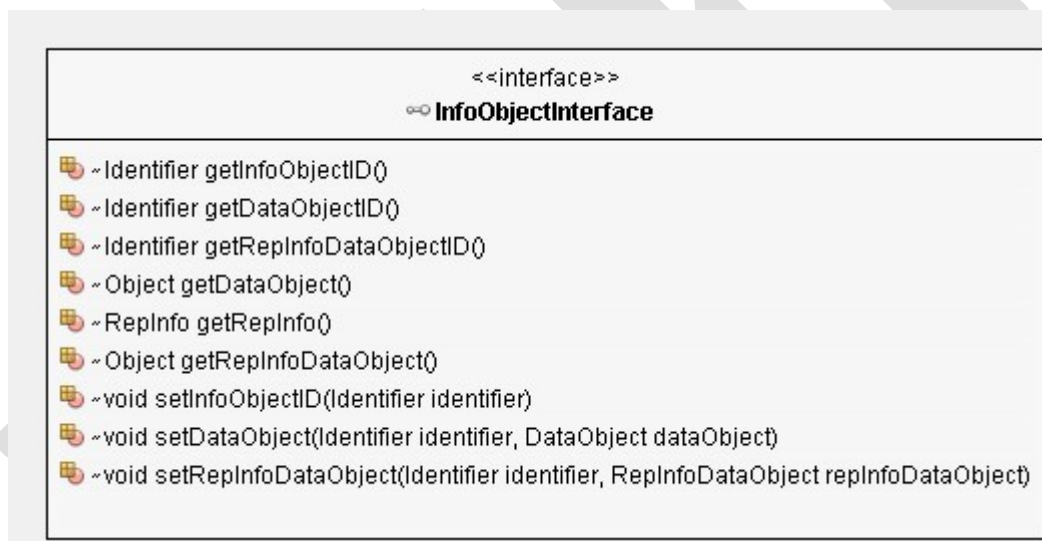 <<interface>>
InfoObjectInterface
~Identifier getInfoObjectID()
~Identifier getDataObjectID()
~Identifier getRepInfoDataObjectID()
~Object getDataObject()
~RepInfo getRepInfo()
~Object getRepInfoDataObject()
~void setInfoObjectID(Identifier identifier)
~void setDataObject(Identifier identifier, DataObject dataObject)
~void setRepInfoDataObject(Identifier identifier, RepInfoDataObject repInfoDataObject)